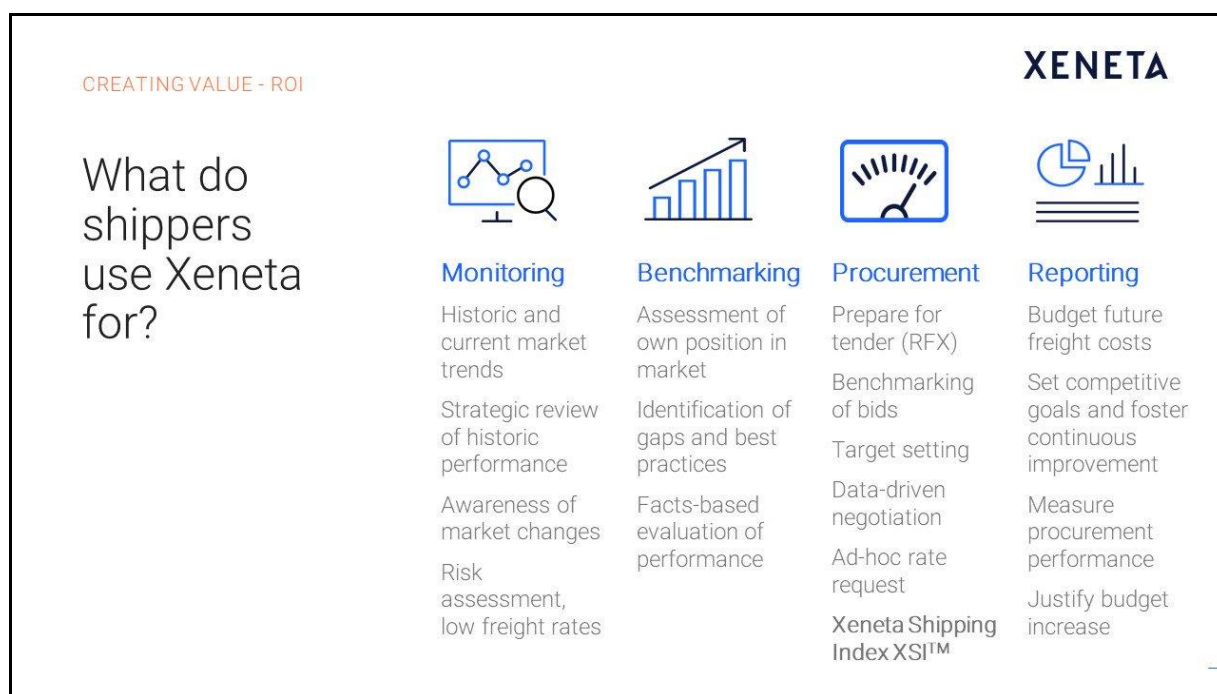 CREATING VALUE - ROI
XENETA
What do
shippers
use Xeneta
for?
Monitoring
Historic and
current market
trends
Strategic review
of historic
performance
Awareness of
market changes
Risk
assessment,
low freight rates
Benchmarking
Assessment of
own position in
market
Identification of
gaps and best
practices
Facts-based
evaluation of
performance
Procurement
Prepare for
tender (RFX)
Benchmarking
of bids
Target setting
Data-driven
negotiation
Ad-hoc rate
request
Xeneta Shipping
Index XSI™
Reporting
Budget future
freight costs
Set competitive
goals and foster
continuous
improvement
Measure
procurement
performance
Justify budget
increase